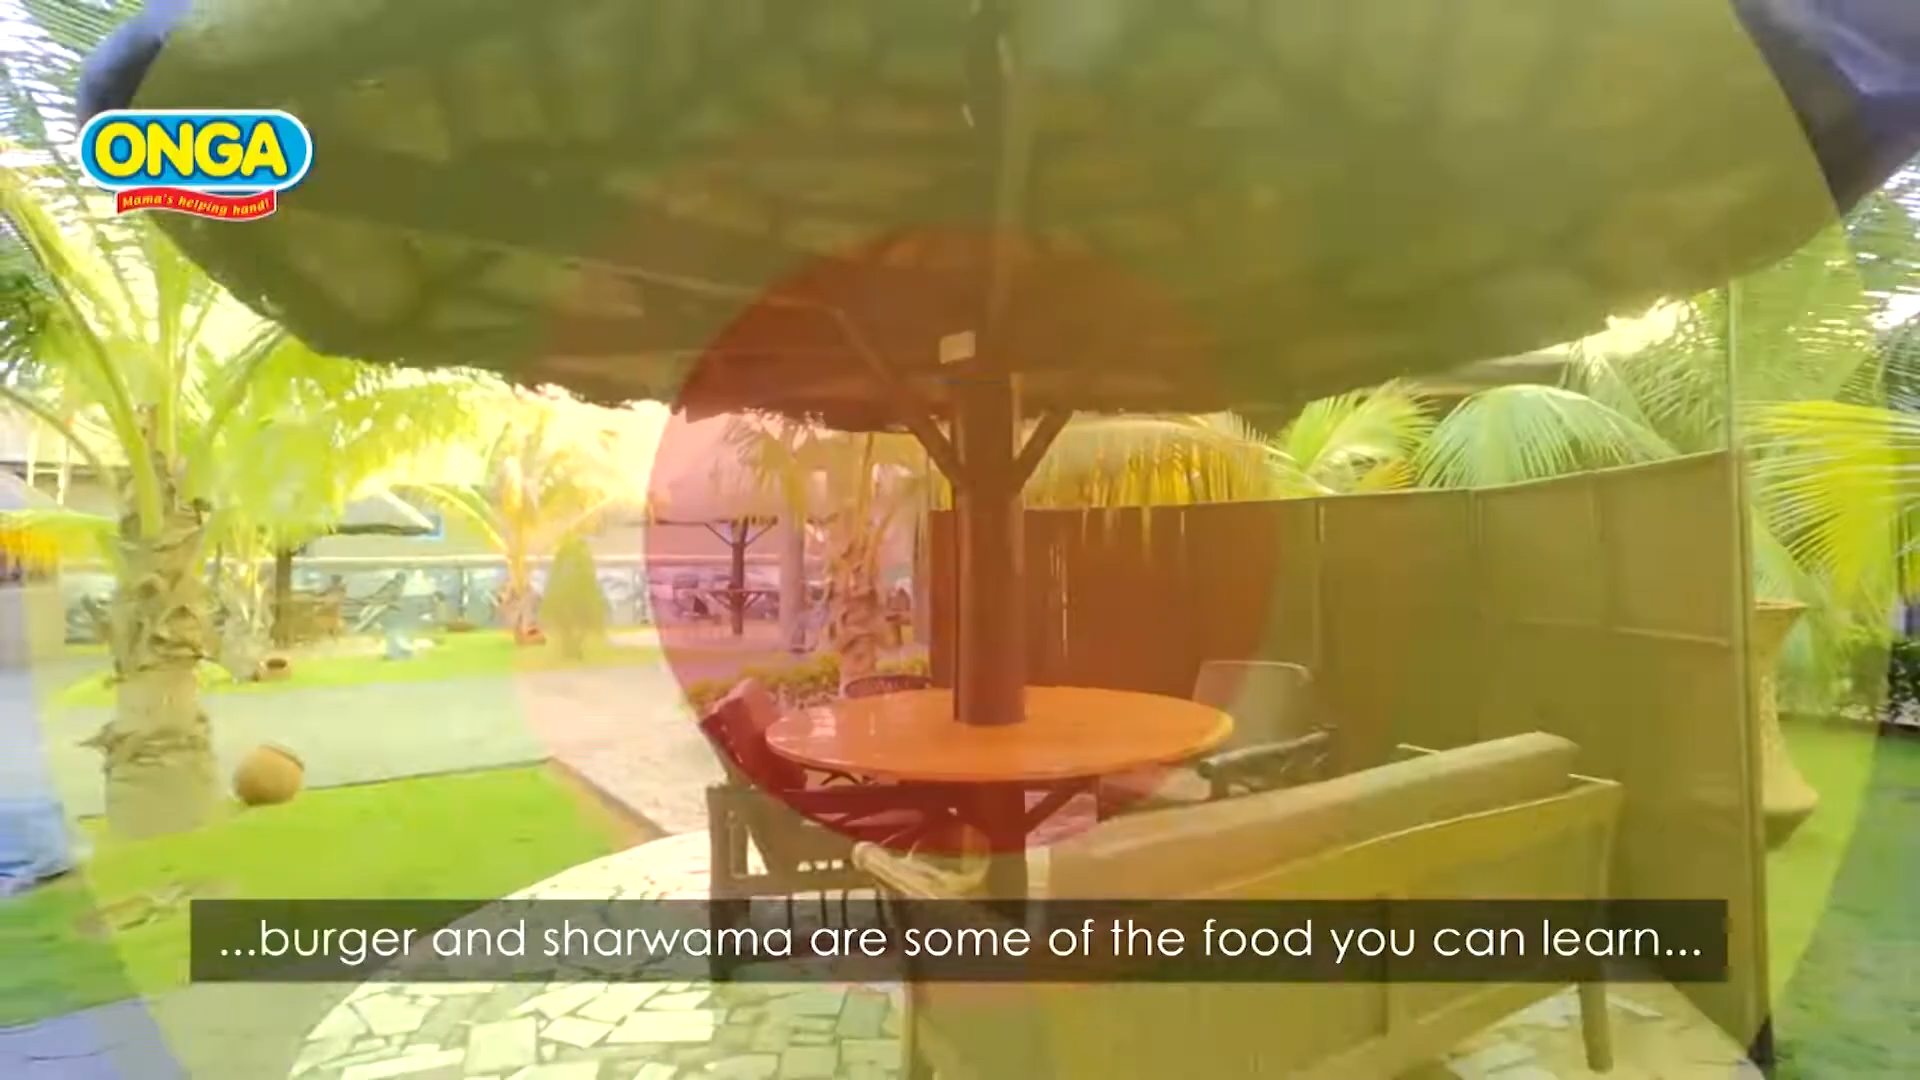 ONGA
Mama's helping hand!
...burger and sharwama are some of the food you can learn...